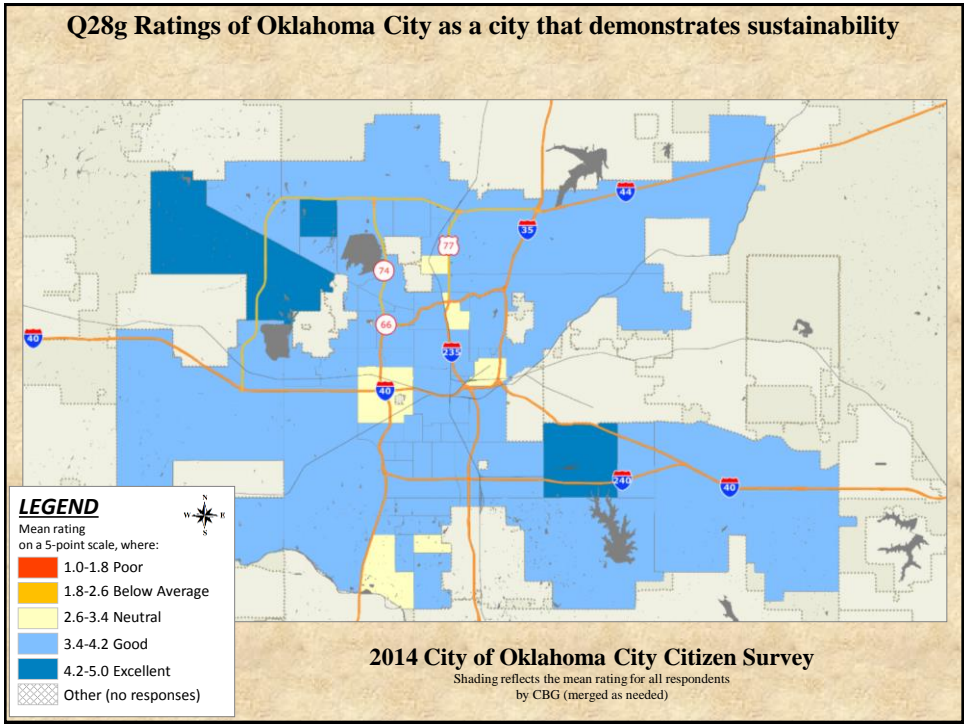 Q28g Ratings of Oklahoma City as a city that demonstrates sustainability
44
35
77
74
66
40
235
40
240
40
LEGEND
N
W E
S
Mean rating
on a 5-point scale, where:
1.0-1.8 Poor
1.8-2.6 Below Average
2.6-3.4 Neutral
3.4-4.2 Good
4.2-5.0 Excellent
Other (no responses)
2014 City of Oklahoma City Citizen Survey
Shading reflects the mean rating for all respondents
by CBG (merged as needed)